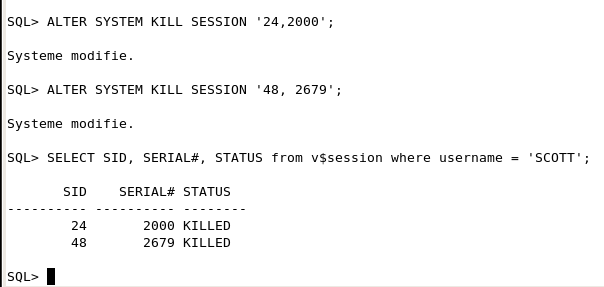 SQL> ALTER SYSTEM KILL SESSION '24,2000';
Systeme modifie.
SQL> ALTER SYSTEM KILL SESSION '48, 2679';
Systeme modifie.
SQL> SELECT SID, SERIAL#, STATUS from v$session where username = 'SCOTT';
       SID    SERIAL# STATUS
---------- ---------- --------
        24       2000 KILLED
        48       2679 KILLED
SQL>